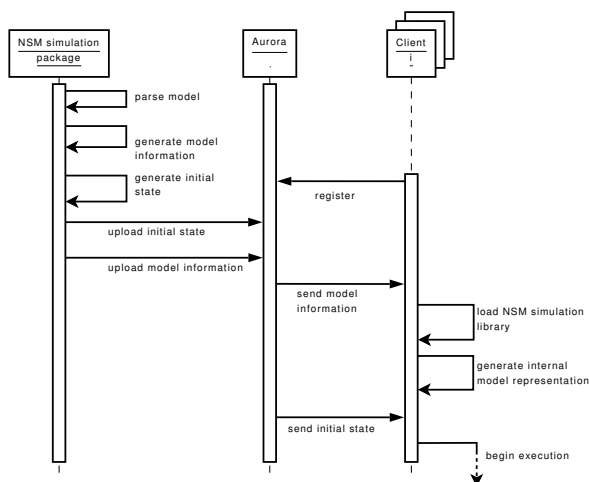 NSM simulation
package
Aurora
Client
i
parse model
generate model
information
generate initial
state
register
upload initial state
upload model information
send model
information
load NSM simulation
library
generate internal
model representation
send initial state
begin execution